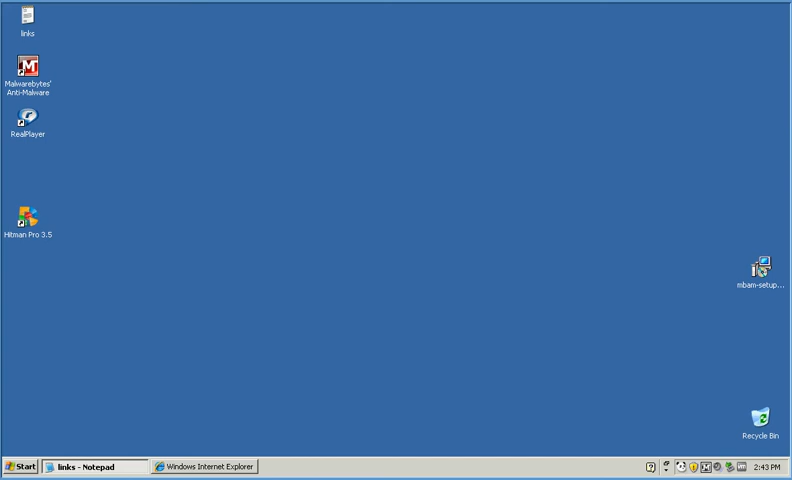 links
Malwarebytes'
Anti-Malware
RealPlayer
Hitman Pro 3.5
mbam-setup...
Recycle Bin
Start
links - Notepad
Windows Internet Explorer
2:43 PM